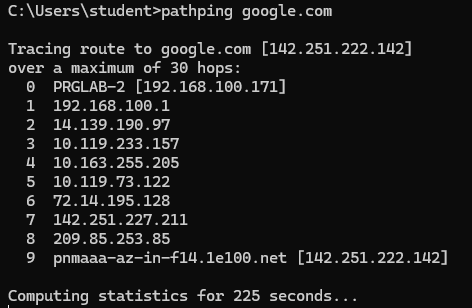 C:\Users\student>pathping google.com
Tracing route to google.com [142.251.222.142]
over a maximum of 30 hops:
0 PRGLAB-2 [192.168.100.171]
1 192.168.100.1
2 14.139.190.97
3 10.119.233.157
4 10.163.255.205
5 10.119.73.122
6 72.14.195.128
7 142.251.227.211
8 209.85.253.85
9 pnmaaa-az-in-f14.1e100.net [142.251.222.142]
Computing statistics for 225 seconds...